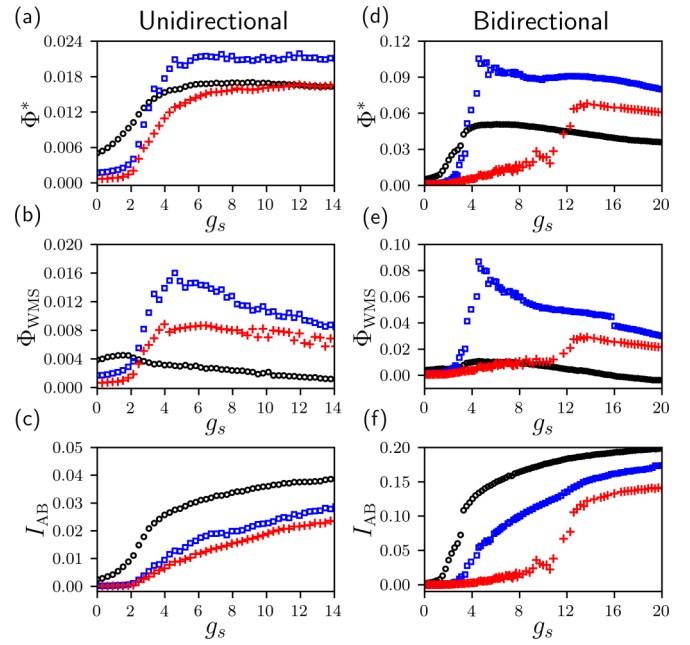 (a) Unidirectional (d) Bidirectional
0.024 0.12
0.018 0.09
0.012 0.06
0.006 0.03
0.000 0.00
Φ* Φ*
0 2 4 6 8 10 12 14 0 4 8 12 16 20
g_s g_s
(b) (e)
0.020 0.10
0.016 0.08
0.012 0.06
0.008 0.04
0.004 0.02
0.000 0.00
Φ_WMS Φ_WMS
0 2 4 6 8 10 12 14 0 4 8 12 16 20
g_s g_s
(c) (f)
0.05 0.20
0.04 0.15
0.03 0.10
0.02 0.05
0.01 0.00
0.00
I_AB I_AB
0 2 4 6 8 10 12 14 0 4 8 12 16 20
g_s g_s